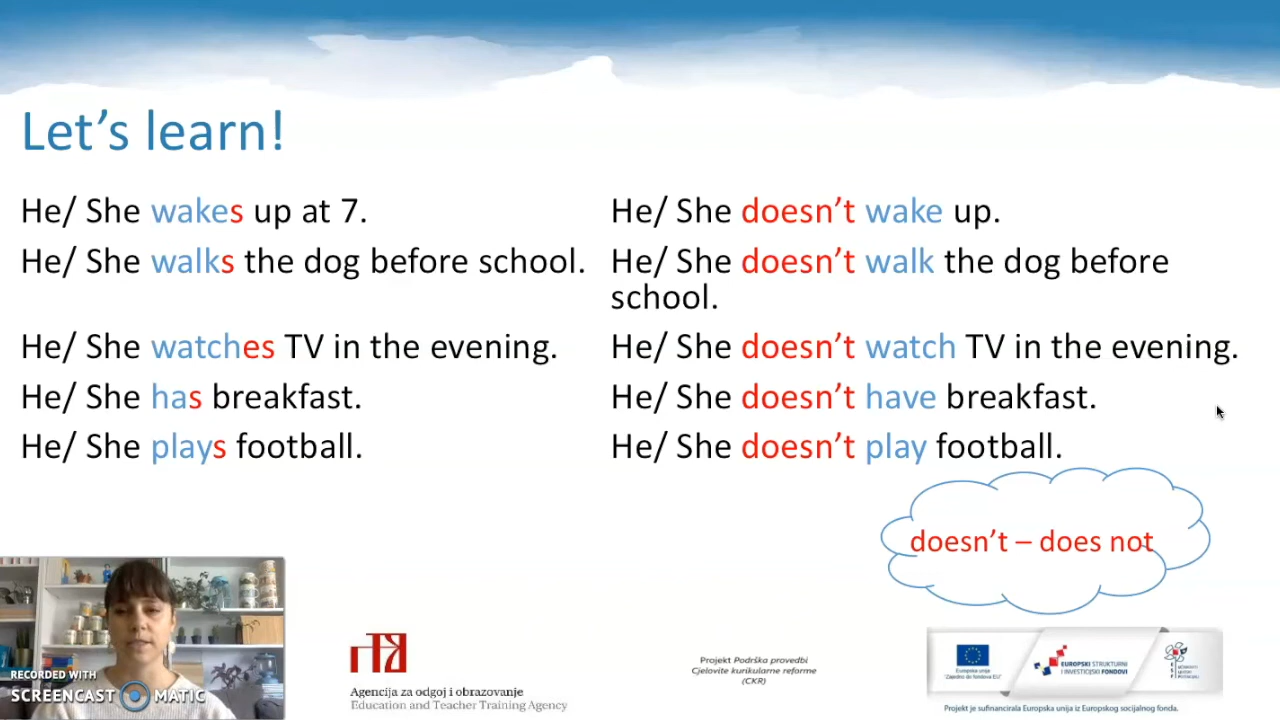 Let's learn!
He/ She wakes up at 7.
He/ She walks the dog before school.
He/ She watches TV in the evening.
He/ She has breakfast.
He/ She plays football.
He/ She doesn't wake up.
He/ She doesn't walk the dog before
school.
He/ She doesn't watch TV in the evening.
He/ She doesn't have breakfast.
He/ She doesn't play football.
doesn't – does not
RECORDED WITH
SCREENCAST MATIC
Agencija za odgoj i obrazovanje
Education and Teacher Training Agency
Projekt Podrška provedbi
Cjelovite kurikularne reforme
(CKR)
EUROPSKI STRUKTURNI
I INVESTICIJSKI FONDOVI
Projekt je sufinancirala Europska unija iz Europskog socijalnog fonda.